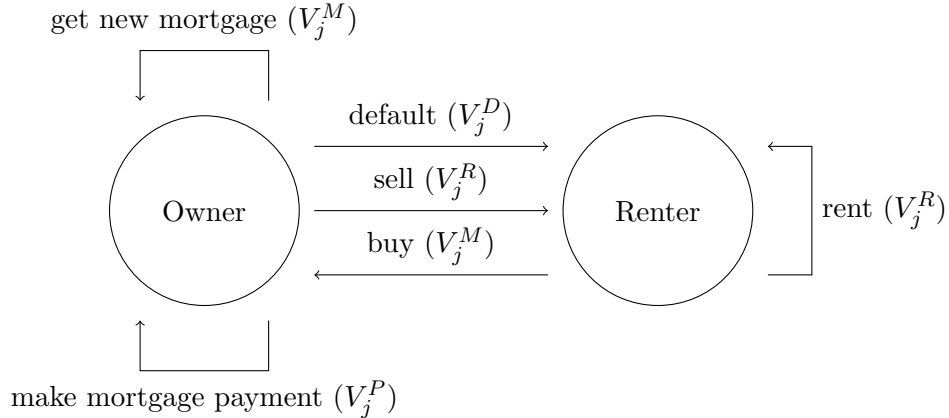 get new mortgage (V_j^M)
default (V_j^D)
sell (V_j^R)
Owner
Renter
rent (V_j^R)
buy (V_j^M)
make mortgage payment (V_j^P)